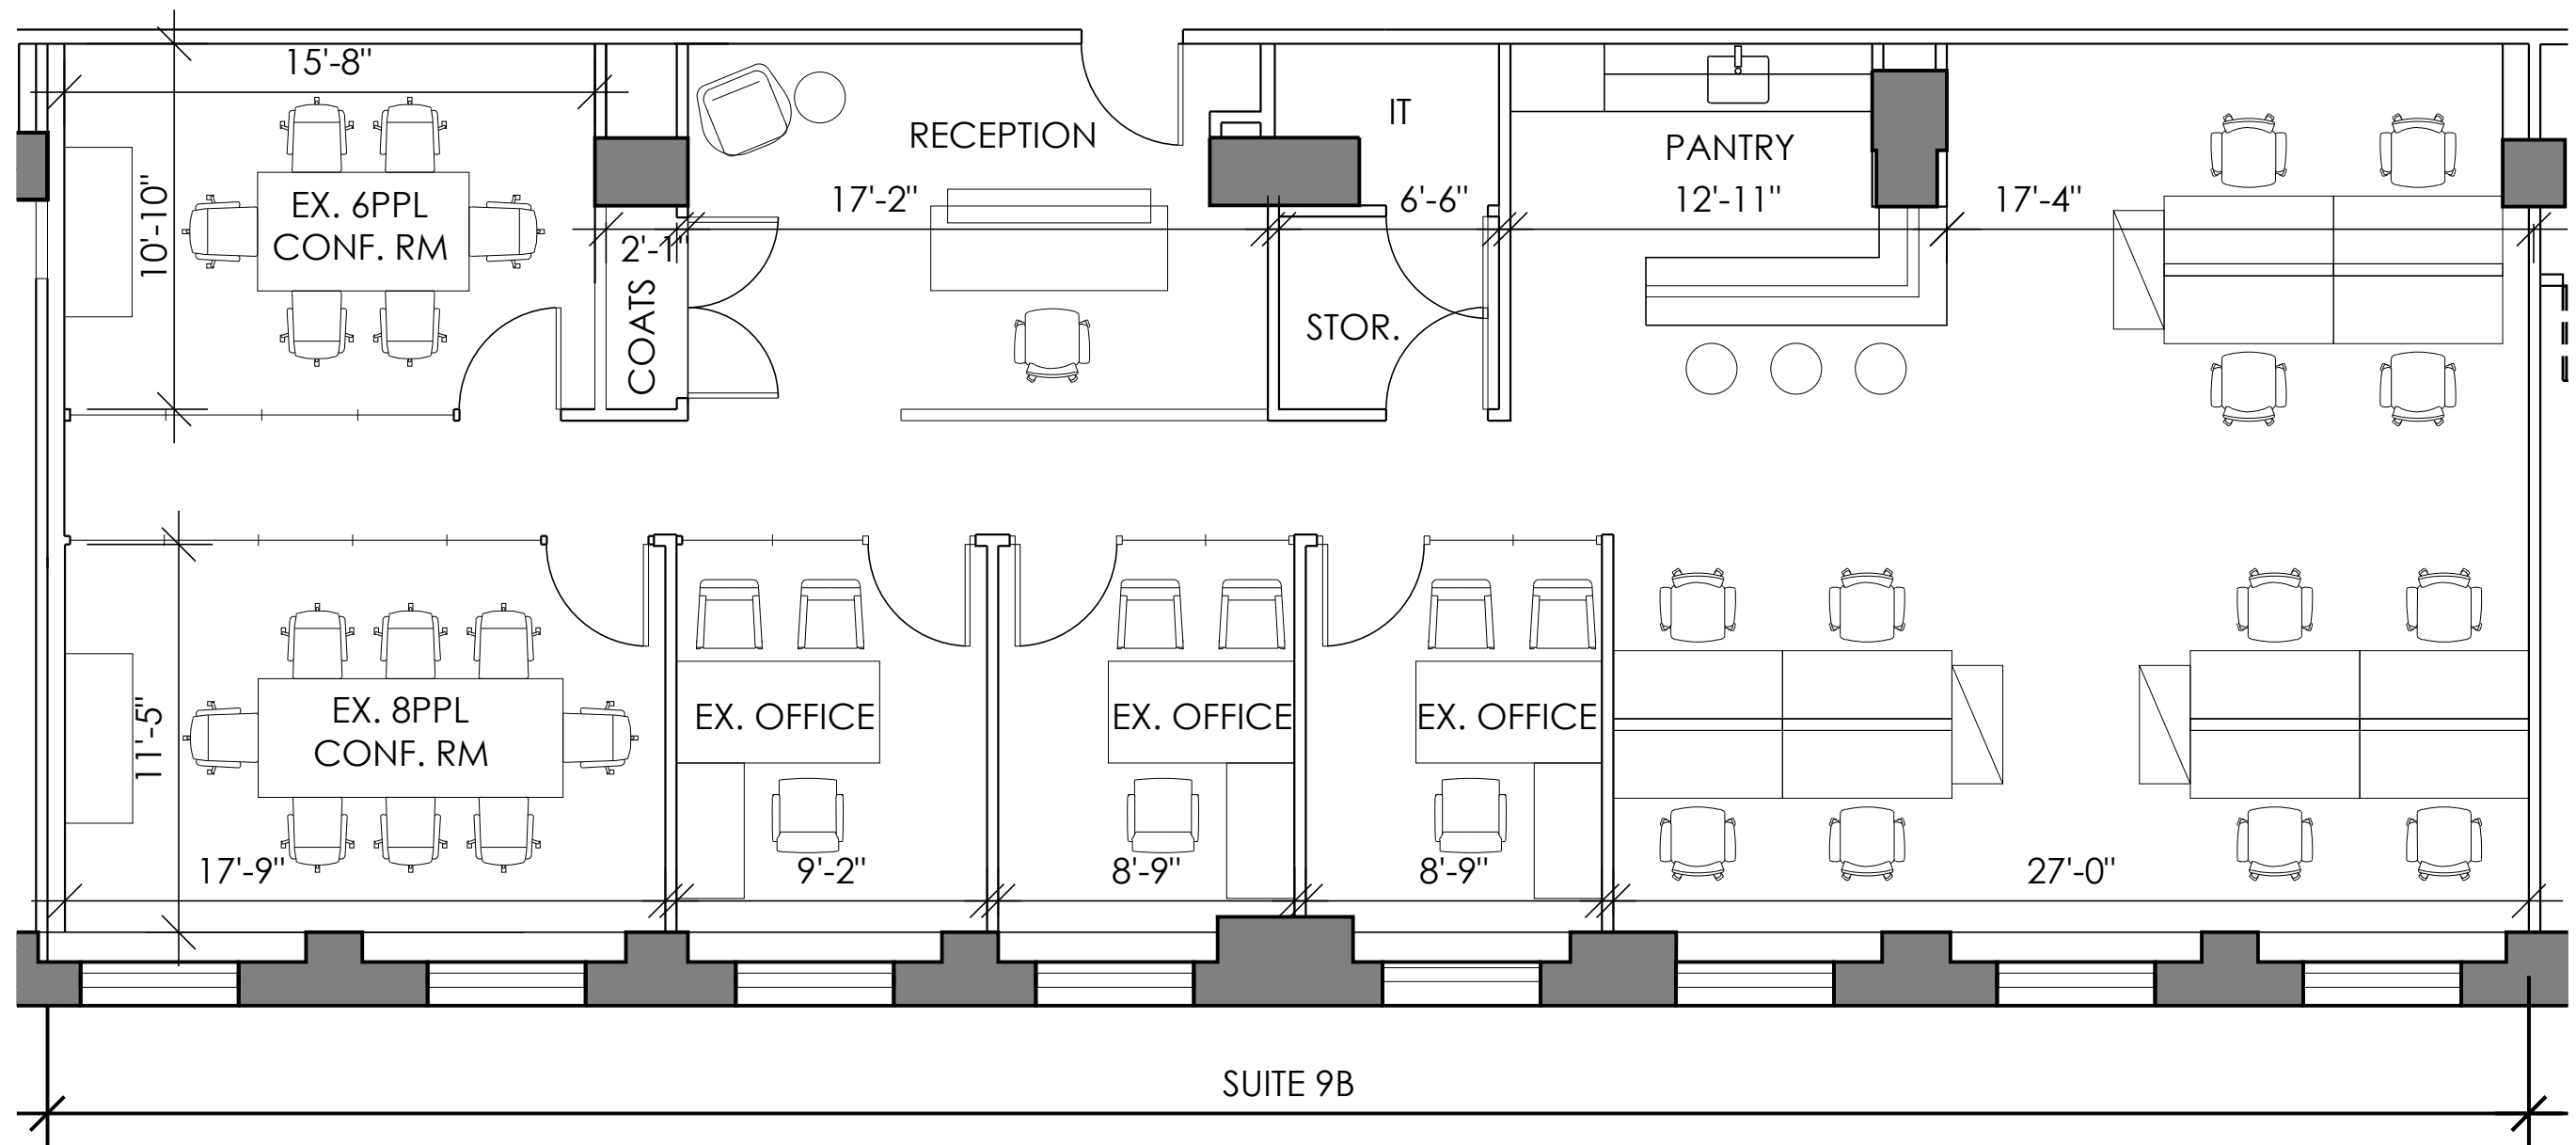 15'-8"
IT
RECEPTION
PANTRY
EX. 6PPL
CONF. RM
10'-10"
17'-2"
6'-6"
12'-11"
17'-4"
2'-1"
COATS
STOR.
EX. 8PPL
CONF. RM
11'-5"
EX. OFFICE
EX. OFFICE
EX. OFFICE
17'-9"
9'-2"
8'-9"
8'-9"
27'-0"
SUITE 9B